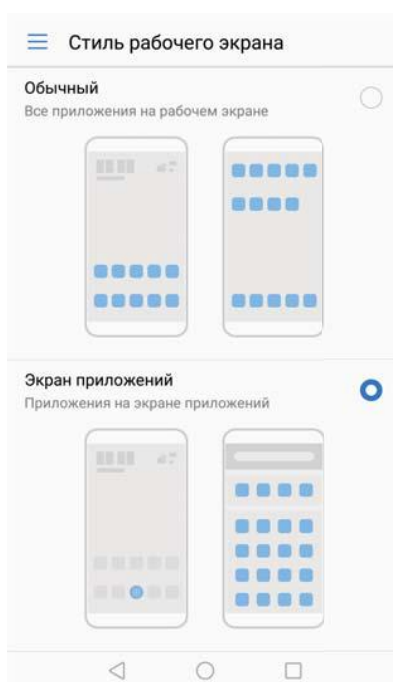 Стиль рабочего экрана
Обычный
Все приложения на рабочем экране
Экран приложений
Приложения на экране приложений